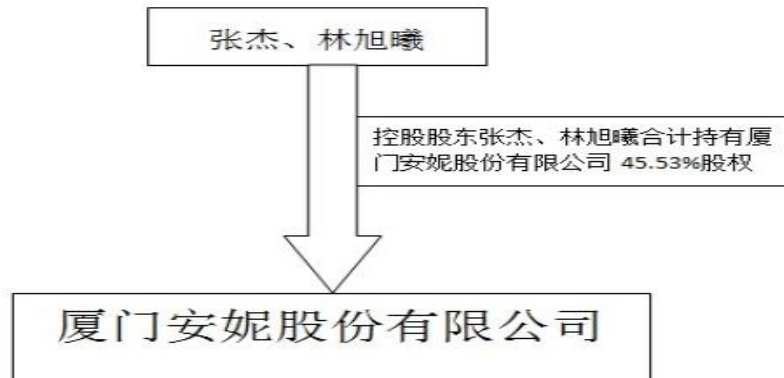 张杰、林旭曦
控股股东张杰、林旭曦合计持有厦
门安妮股份有限公司 45.53%股权
厦门安妮股份有限公司